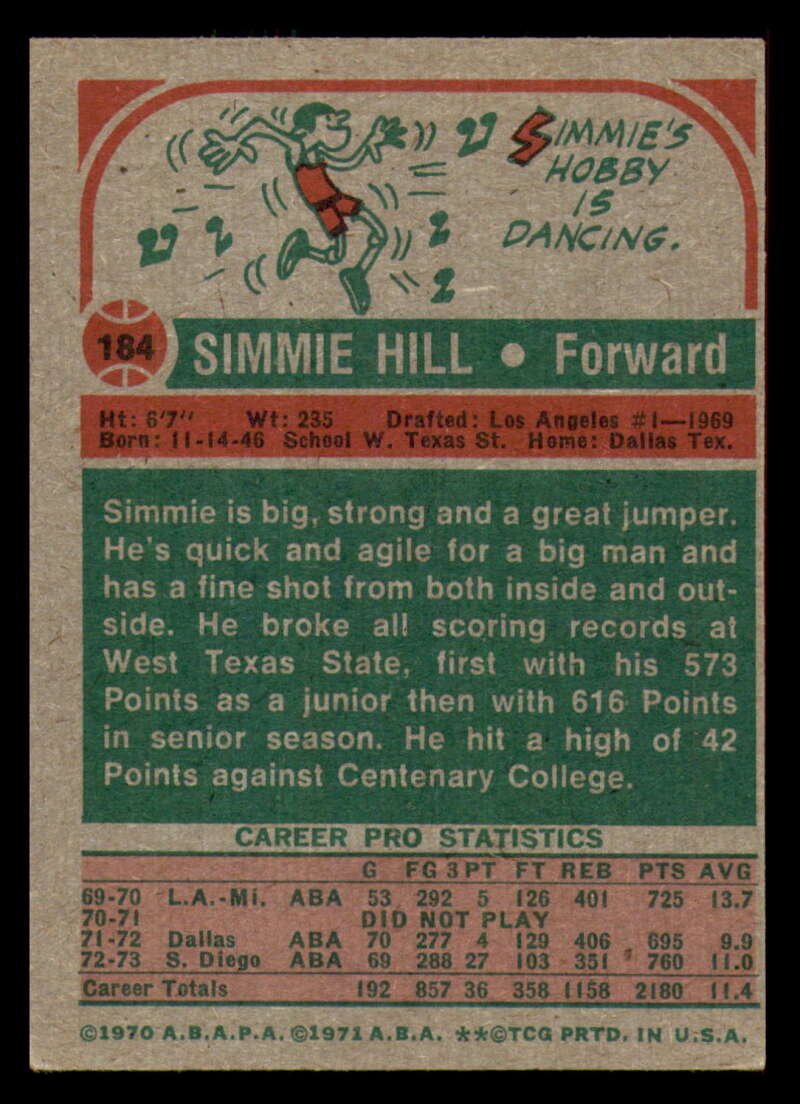 SIMMIE'S
HOBBY
IS
DANCING.
184
SIMMIE HILL • Forward
Ht: 6'7" Wt: 235 Drafted: Los Angeles #1—1969
Born: 11-14-46 School W. Texas St. Home: Dallas Tex.
Simmie is big, strong and a great jumper.
He's quick and agile for a big man and
has a fine shot from both inside and out-
side. He broke all scoring records at
West Texas State, first with his 573
Points as a junior then with 616 Points
in senior season. He hit a high of 42
Points against Centenary College.
CAREER PRO STATISTICS
G FG 3PT FT REB PTS AVG
69-70 L.A.-Mi. ABA 53 292 5 126 401 725 13.7
70-71 DID NOT PLAY
71-72 Dallas ABA 70 277 4 129 406 695 9.9
72-73 S. Diego ABA 69 288 27 103 351 760 11.0
Career Totals 192 857 36 358 1158 2180 11.4
©1970 A.B.A.P.A. ©1971 A.B.A. **©TCG PRTD. IN U.S.A.